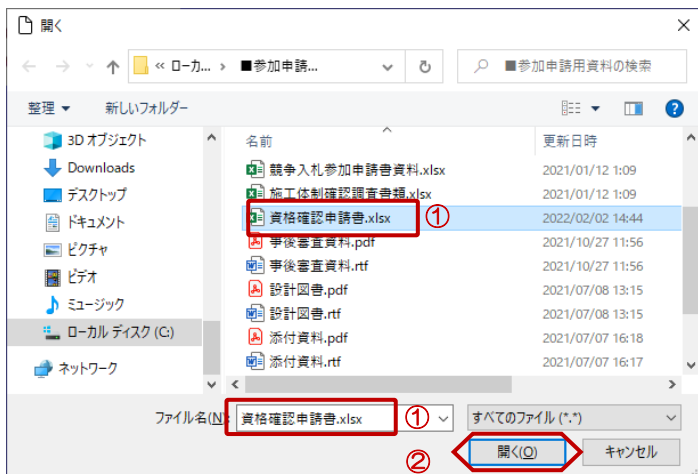 開く
« ローカ... › ■参加申請... ■参加申請用資料の検索
整理 新しいフォルダー
名前 更新日時
3D オブジェクト
Downloads
デスクトップ
ドキュメント
ピクチャ
ビデオ
ミュージック
ローカル ディスク (C:)
ネットワーク
競争入札参加申請書資料.xlsx 2021/01/12 1:09
施工体制確認調査書類.xlsx 2021/01/12 1:09
資格確認申請書.xlsx ① 2022/02/02 14:44
事後審査資料.pdf 2021/10/27 11:56
事後審査資料.rtf 2021/10/27 11:56
設計図書.pdf 2021/07/08 13:15
設計図書.rtf 2021/07/08 13:15
添付資料.pdf 2021/07/07 16:18
添付資料.rtf 2021/07/07 16:17
ファイル名(N): 資格確認申請書.xlsx ① すべてのファイル (*.*)
② 開く(O) キャンセル